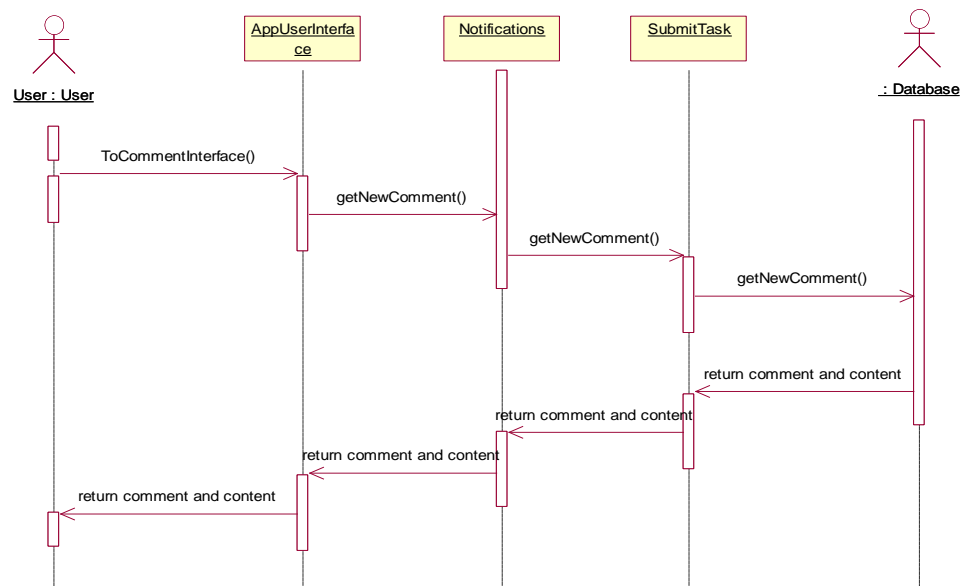 AppUserInterfa
ce
Notifications
SubmitTask
User : User
: Database
ToCommentInterface()
getNewComment()
getNewComment()
getNewComment()
return comment and content
return comment and content
return comment and content
return comment and content